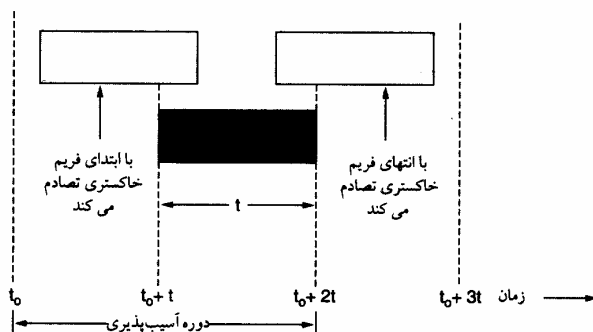 با ابتدای فریم
خاکستری تصادم
می کند
با انتهای فریم
خاکستری تصادم
می کند
t
t₀
t₀+ t
t₀+ 2t
t₀+ 3t
زمان
دوره آسیب‌پذیری